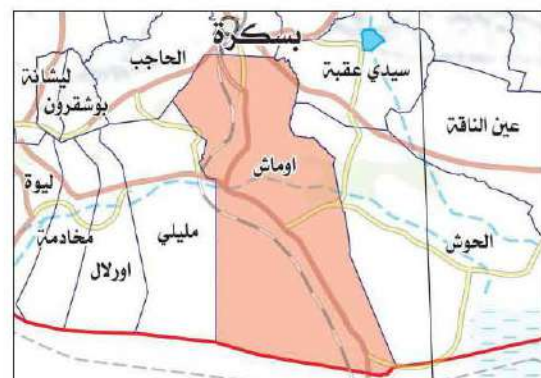 بسكرة
الحاجب
سيدي عقبة
ليشانة
بوشقرون
عين الناقة
اوماش
ليوة
مليلي
مخادمة
الحوش
اورلال